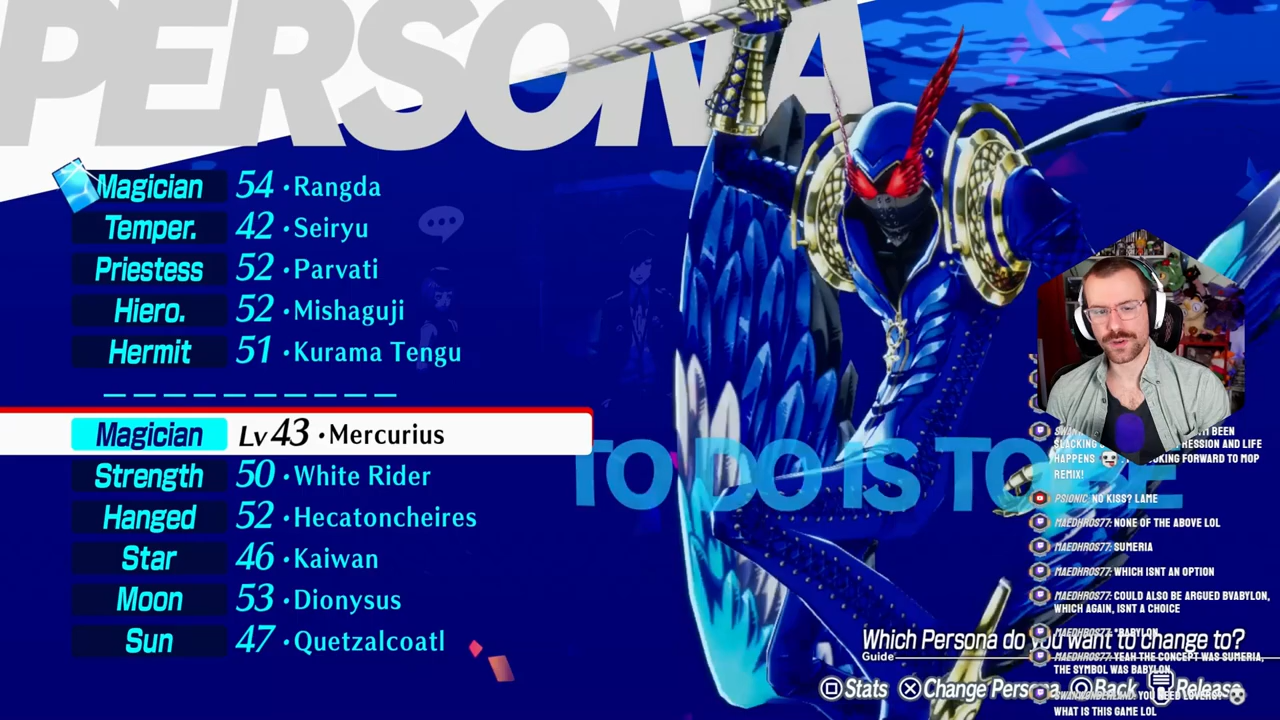 PERSONA
Magician 54 · Rangda
Temper. 42 · Seiryu
Priestess 52 · Parvati
Hiero. 52 · Mishaguji
Hermit 51 · Kurama Tengu
Magician Lv 43 · Mercurius
Strength 50 · White Rider
Hanged 52 · Hecatoncheires
Star 46 · Kaiwan
Moon 53 · Dionysus
Sun 47 · Quetzalcoatl
TO DO IS TO BE
BEEN
SLACKING
HAPPENS
LOOKING FORWARD TO MOP
REMIX!
PSIONIC: NO KISS? LAME
MAEDHROS77: NONE OF THE ABOVE LOL
MAEDHROS77: SUMERIA
MAEDHROS77: WHICH ISNT AN OPTION
MAEDHROS77: COULD ALSO BE ARGUED BVABYLON,
WHICH AGAIN, ISNT A CHOICE
MAEDHROS77: *BABYLON
MAEDHROS77: YEAH THE CONCEPT WAS SUMERIA,
THE SYMBOL WAS BABYLON
WHAT IS THIS GAME LOL
Which Persona do you want to change to?
Guide
Stats Change Persona Back Release